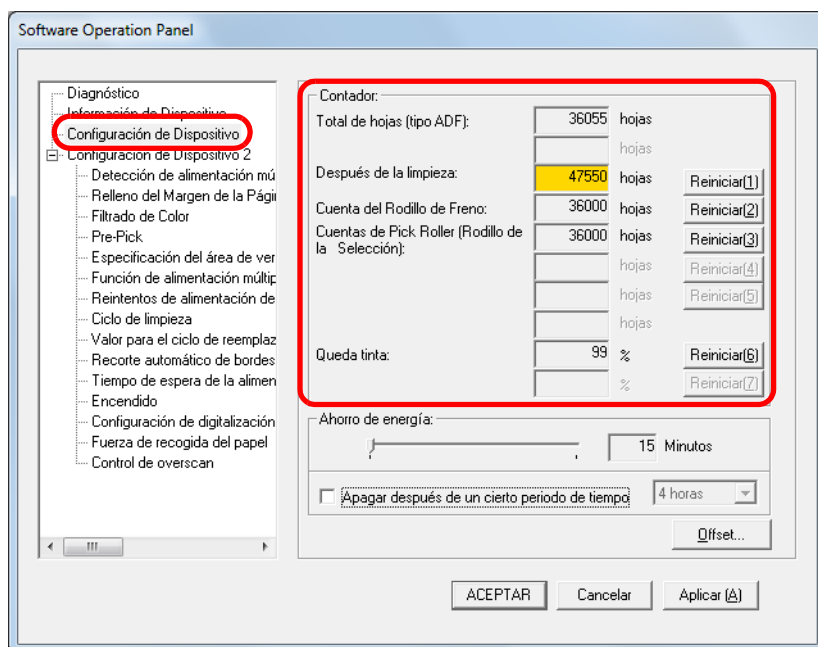 Software Operation Panel
Diagnóstico
Información de Dispositivo
Configuración de Dispositivo
Configuración de Dispositivo 2
Detección de alimentación mú
Relleno del Margen de la Pági
Filtrado de Color
Pre-Pick
Especificación del área de ver
Función de alimentación múltip
Reintentos de alimentación de
Ciclo de limpieza
Valor para el ciclo de reemplaz
Recorte automático de bordes
Tiempo de espera de la alimen
Encendido
Configuración de digitalización
Fuerza de recogida del papel
Control de overscan
Contador:
Total de hojas (tipo ADF): 36055 hojas
hojas
Después de la limpieza: 47550 hojas Reiniciar(1)
Cuenta del Rodillo de Freno: 36000 hojas Reiniciar(2)
Cuentas de Pick Roller (Rodillo de 36000 hojas Reiniciar(3)
la Selección):
hojas Reiniciar(4)
hojas Reiniciar(5)
hojas
Queda tinta: 99 % Reiniciar(6)
% Reiniciar(7)
Ahorro de energía:
15 Minutos
Apagar después de un cierto periodo de tiempo 4 horas
Offset...
ACEPTAR Cancelar Aplicar (A)